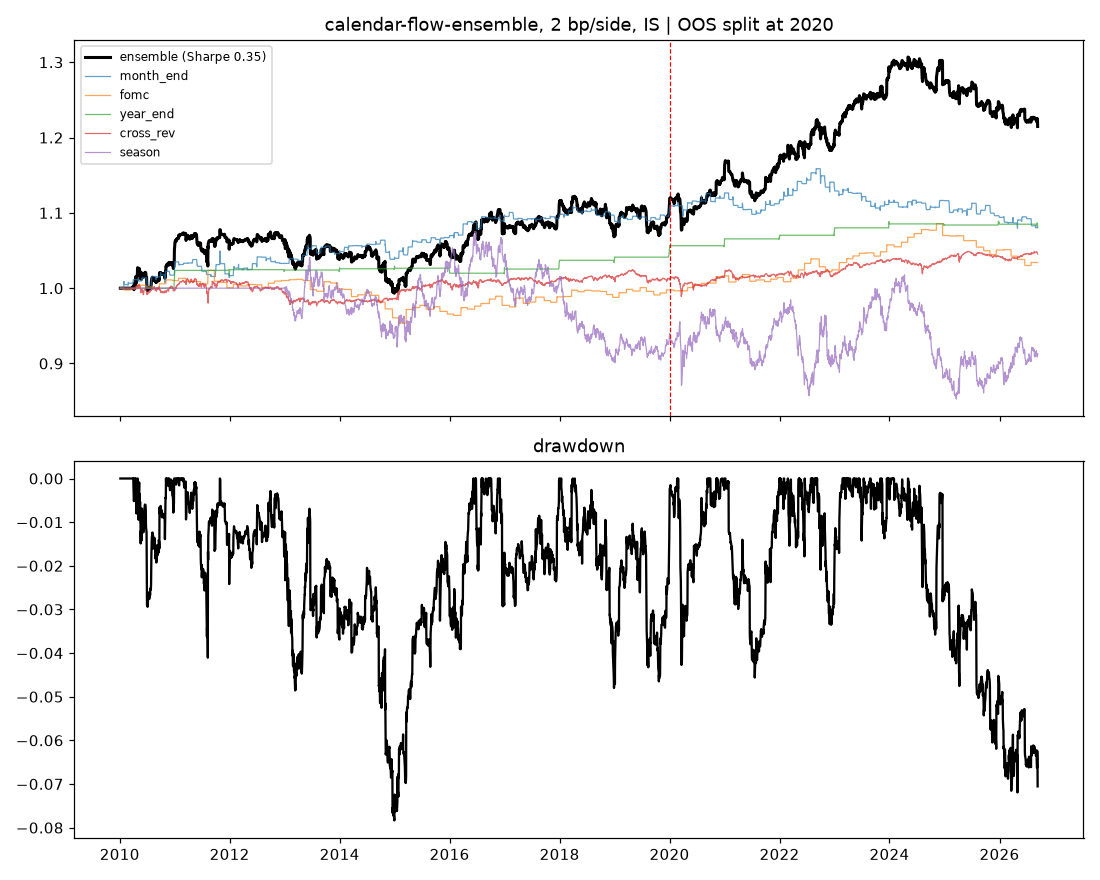 calendar-flow-ensemble, 2 bp/side, IS | OOS split at 2020
ensemble (Sharpe 0.35)
month_end
fomc
year_end
cross_rev
season
1.3
1.2
1.1
1.0
0.9
drawdown
0.00
−0.01
−0.02
−0.03
−0.04
−0.05
−0.06
−0.07
−0.08
2010 2012 2014 2016 2018 2020 2022 2024 2026